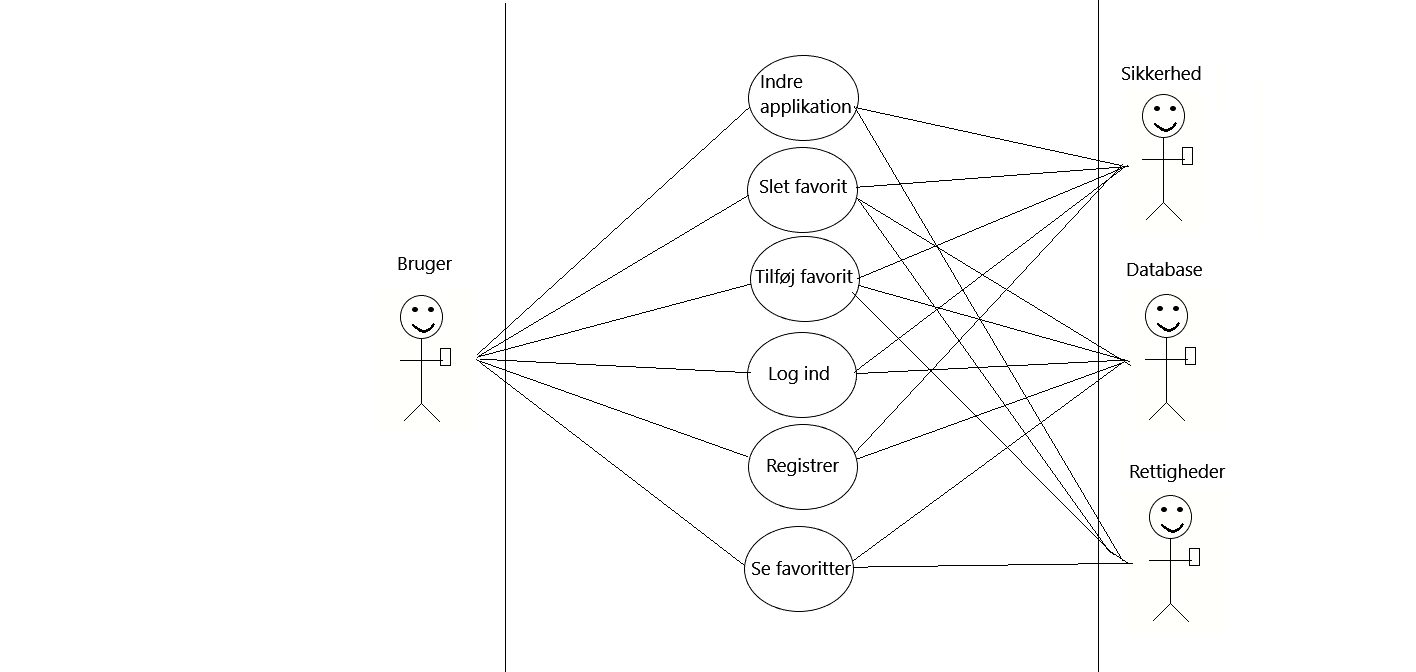 Sikkerhed
Indre
applikation
Slet favorit
Bruger
Tilføj favorit
Database
Log ind
Registrer
Rettigheder
Se favoritter